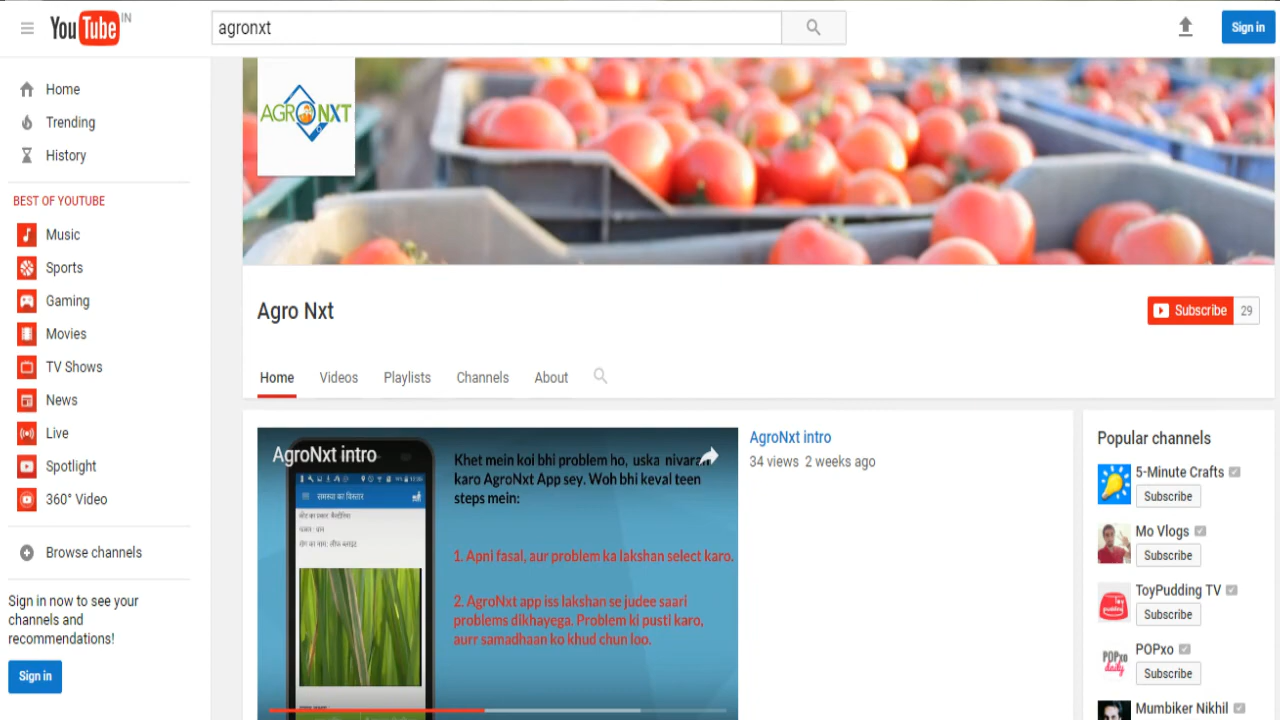 YouTube IN
agronxt
Sign in
Home
Trending
History
BEST OF YOUTUBE
Music
Sports
Gaming
Movies
TV Shows
News
Live
Spotlight
360° Video
Browse channels
Sign in now to see your
channels and
recommendations!
Sign in
AGRONXT
Agro Nxt
Subscribe 29
Home Videos Playlists Channels About
AgroNxt intro
समस्या का विस्तार
Khet mein koi bhi problem ho, uska nivaran
karo AgroNxt App sey. Woh bhi keval teen
steps mein:
1. Apni fasal, aur problem ka lakshan select karo.
2. AgroNxt app iss lakshan se judee saari
problems dikhayega. Problem ki pusti karo,
aurr samadhaan ko khud chun loo.
AgroNxt intro
34 views 2 weeks ago
Popular channels
5-Minute Crafts
Subscribe
Mo Vlogs
Subscribe
ToyPudding TV
Subscribe
POPxo
Subscribe
POPxo
daily
Mumbiker Nikhil